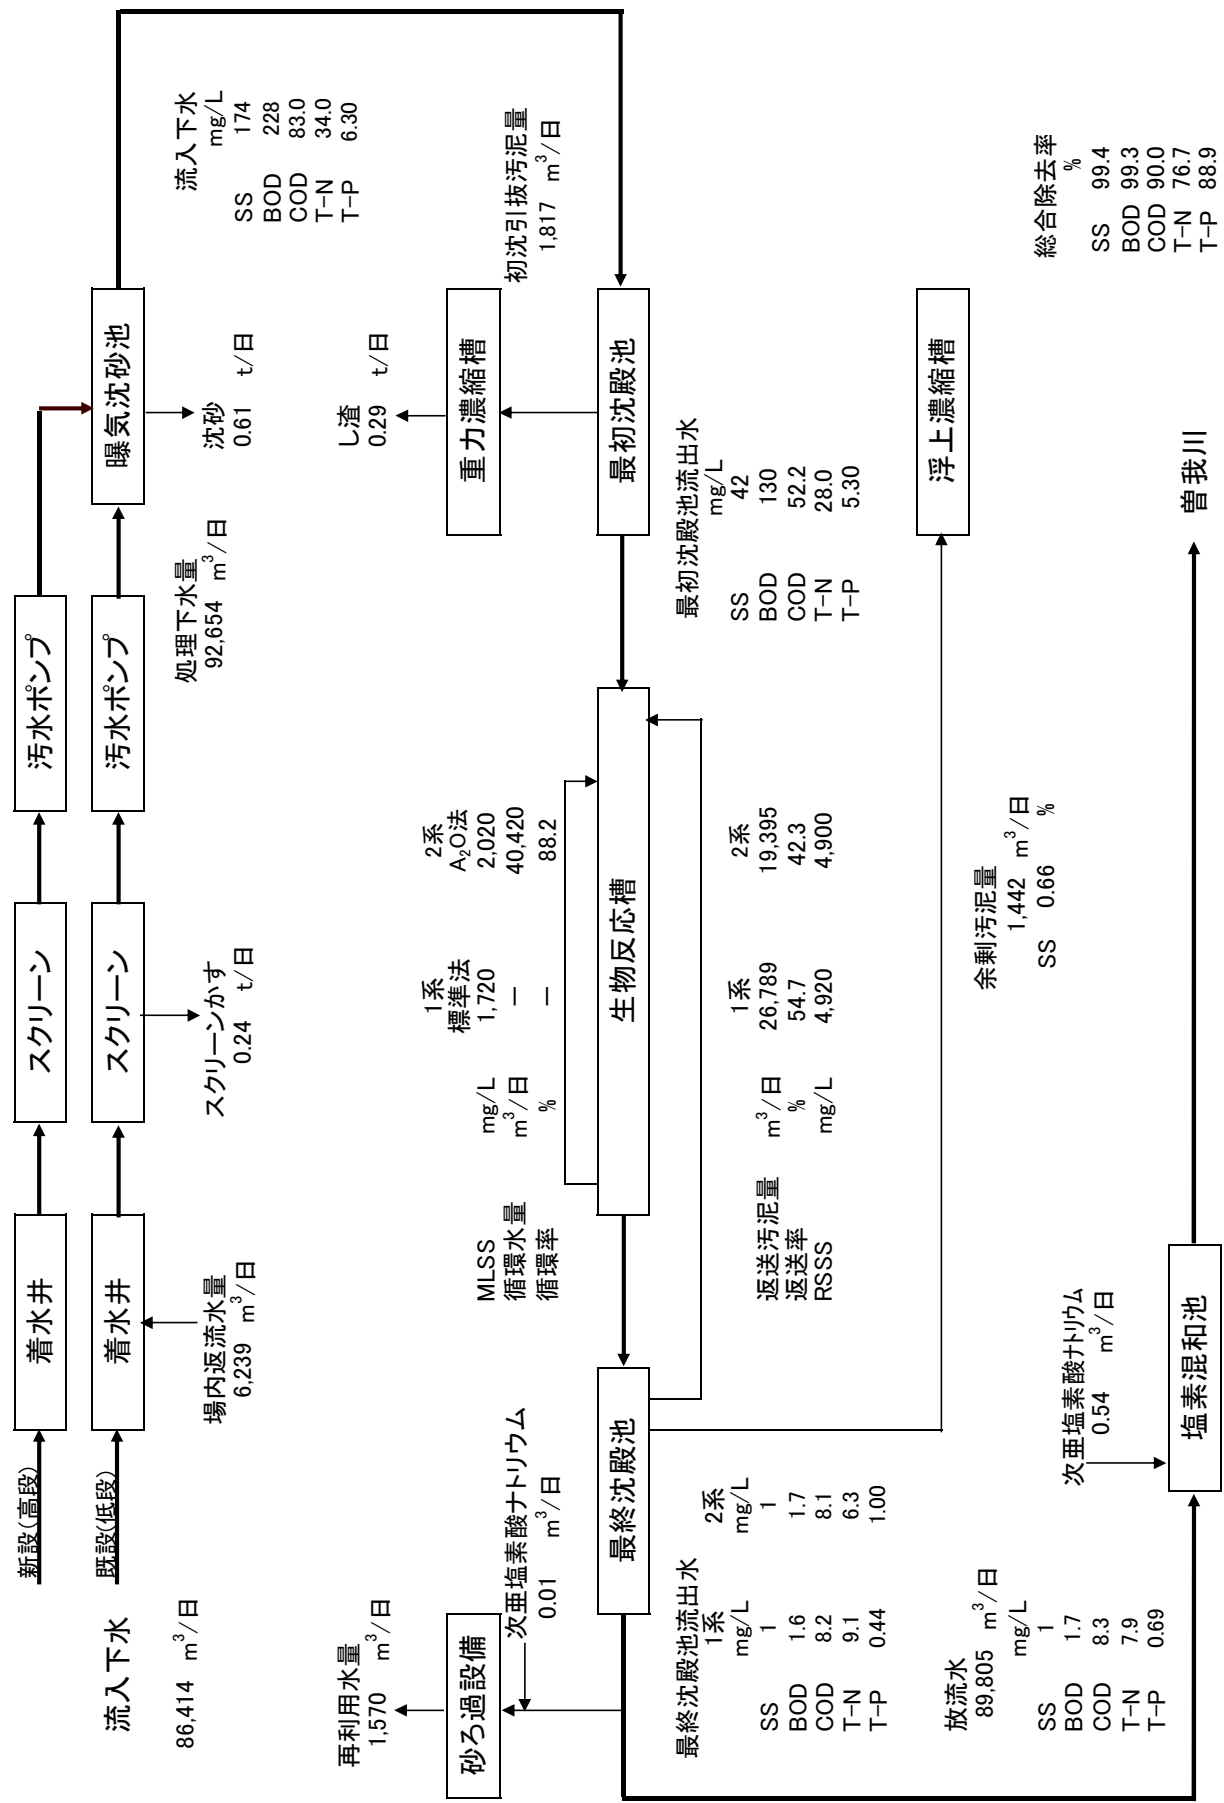 新設(高段)
着水井
スクリーン
汚水ポンプ
流入下水
86,414 m³/日
既設(低段)
着水井
スクリーン
汚水ポンプ
曝気沈砂池
場内返流水量
6,239 m³/日
スクリーンかす
0.24 t/日
処理下水量
92,654 m³/日
沈砂
0.61 t/日
流入下水
mg/L
SS 174
BOD 228
COD 83.0
T-N 34.0
T-P 6.30
再利用水量
1,570 m³/日
し渣
0.29 t/日
砂ろ過設備
次亜塩素酸ナトリウム
0.01 m³/日
1系 2系
標準法 A₂O法
MLSS mg/L 1,720 2,020
循環水量 m³/日 － 40,420
循環率 % － 88.2
重力濃縮槽
初沈引抜汚泥量
1,817 m³/日
最終沈殿池
生物反応槽
最初沈殿池
最終沈殿池流出水
1系 2系
mg/L mg/L
SS 1 1
BOD 1.6 1.7
COD 8.2 8.1
T-N 9.1 6.3
T-P 0.44 1.00
1系 2系
返送汚泥量 m³/日 26,789 19,395
返送率 % 54.7 42.3
RSSS mg/L 4,920 4,900
最初沈殿池流出水
mg/L
SS 42
BOD 130
COD 52.2
T-N 28.0
T-P 5.30
浮上濃縮槽
余剰汚泥量
1,442 m³/日
SS 0.66 %
放流水
89,805 m³/日
mg/L
SS 1
BOD 1.7
COD 8.3
T-N 7.9
T-P 0.69
次亜塩素酸ナトリウム
0.54 m³/日
塩素混和池
曽我川
総合除去率
%
SS 99.4
BOD 99.3
COD 90.0
T-N 76.7
T-P 88.9